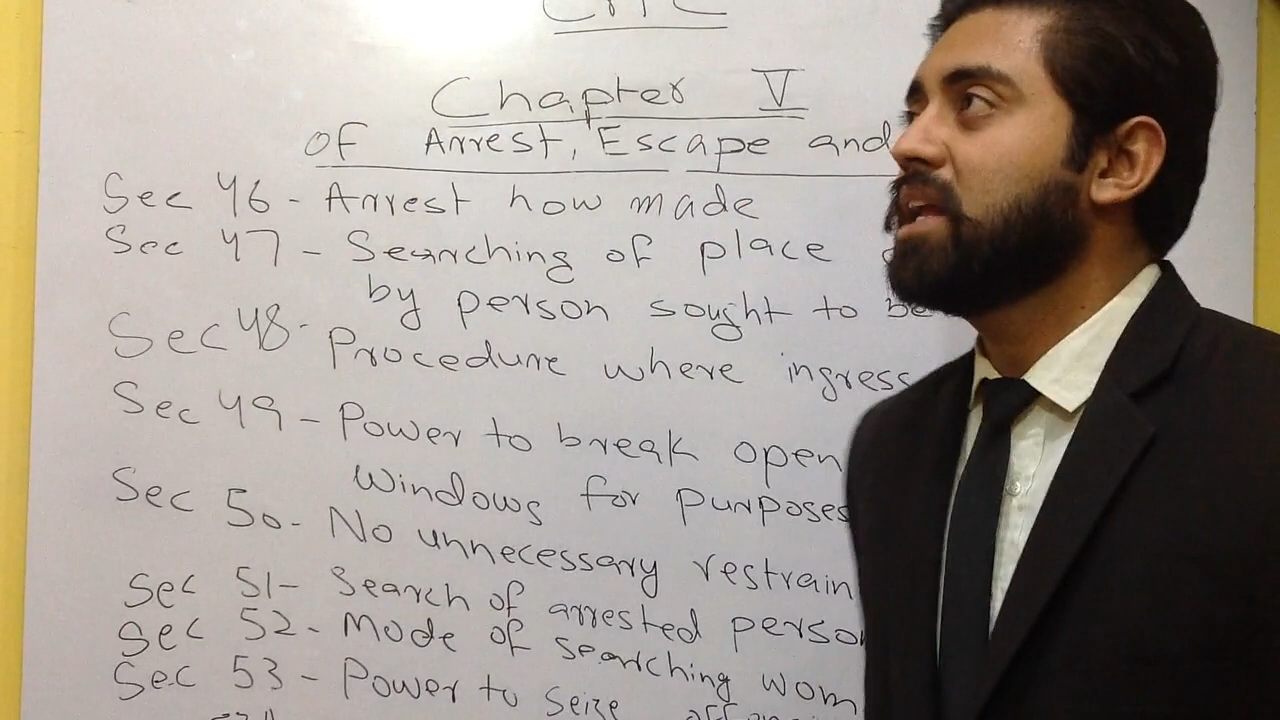 CrPC
Chapter V
of Arrest, Escape and
Sec 46 - Arrest how made
Sec 47 - Searching of place
by person sought to be
Sec 48 - Procedure where ingress
Sec 49 - Power to break open
Windows for purposes
Sec 50 - No unnecessary restrain
Sec 51 - Search of arrested person
Sec 52 - Mode of searching wom
Sec 53 - Power to seize